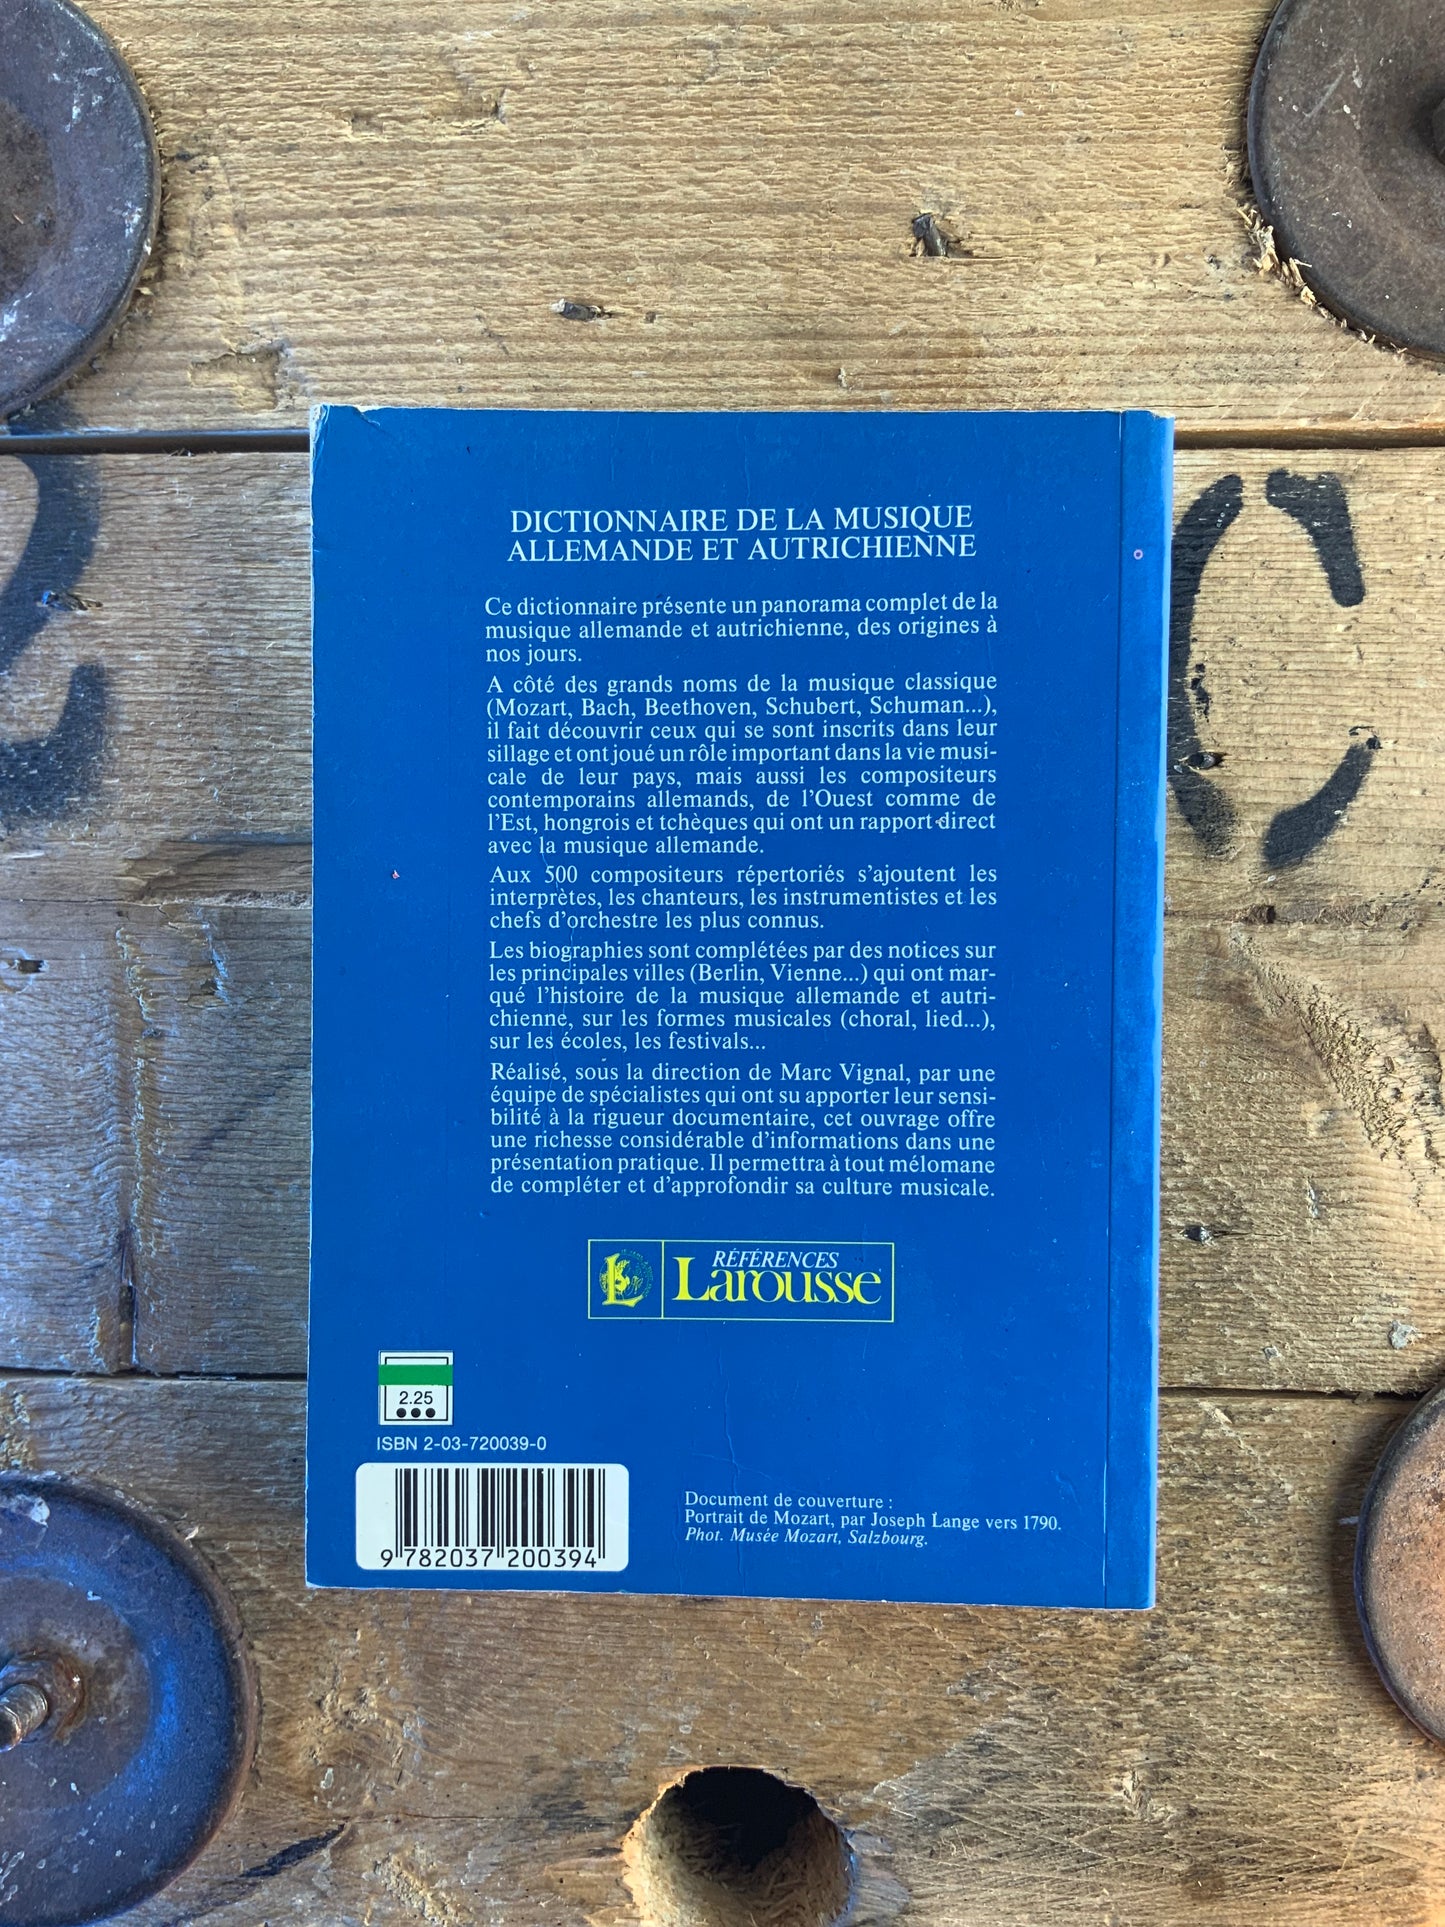 DICTIONNAIRE DE LA MUSIQUE
ALLEMANDE ET AUTRICHIENNE
Ce dictionnaire présente un panorama complet de la
musique allemande et autrichienne, des origines à
nos jours.
A côté des grands noms de la musique classique
(Mozart, Bach, Beethoven, Schubert, Schuman...),
il fait découvrir ceux qui se sont inscrits dans leur
sillage et ont joué un rôle important dans la vie musi-
cale de leur pays, mais aussi les compositeurs
contemporains allemands, de l'Ouest comme de
l'Est, hongrois et tchèques qui ont un rapport direct
avec la musique allemande.
Aux 500 compositeurs répertoriés s'ajoutent les
interprètes, les chanteurs, les instrumentistes et les
chefs d'orchestre les plus connus.
Les biographies sont complétées par des notices sur
les principales villes (Berlin, Vienne...) qui ont mar-
qué l'histoire de la musique allemande et autri-
chienne, sur les formes musicales (choral, lied...),
sur les écoles, les festivals...
Réalisé, sous la direction de Marc Vignal, par une
équipe de spécialistes qui ont su apporter leur sensi-
bilité à la rigueur documentaire, cet ouvrage offre
une richesse considérable d'informations dans une
présentation pratique. Il permettra à tout mélomane
de compléter et d'approfondir sa culture musicale.
L
RÉFÉRENCES
Larousse
2.25
ISBN 2-03-720039-0
9 782037 200394
Document de couverture :
Portrait de Mozart, par Joseph Lange vers 1790.
Phot. Musée Mozart, Salzbourg.
C